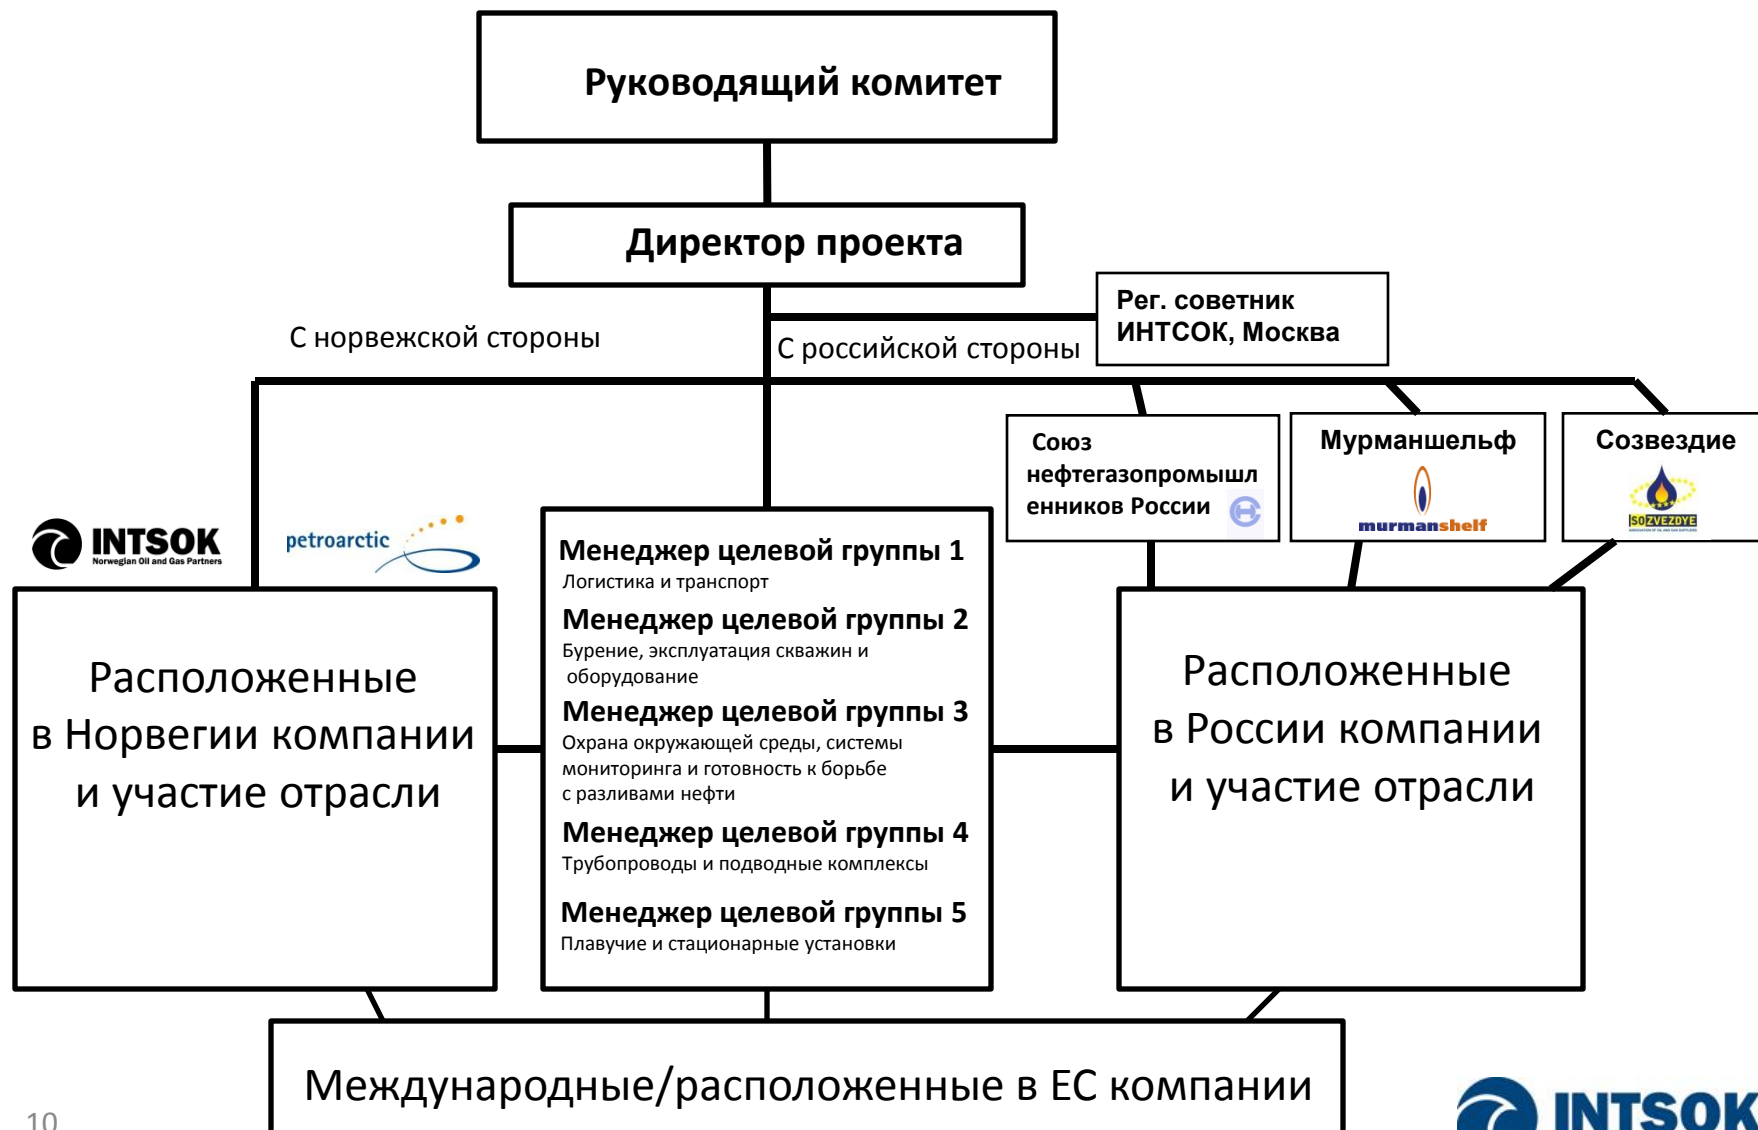 Руководящий комитет
Директор проекта
Рег. советник
ИНТСОК, Москва
С норвежской стороны
С российской стороны
Союз
нефтегазопромышл
енников России
Мурманшельф
murmanshelf
Созвездие
SOZVEZDYE
INTSOK
Norwegian Oil and Gas Partners
petroarctic
Расположенные
в Норвегии компании
и участие отрасли
Менеджер целевой группы 1
Логистика и транспорт
Менеджер целевой группы 2
Бурение, эксплуатация скважин и
оборудование
Менеджер целевой группы 3
Охрана окружающей среды, системы
мониторинга и готовность к борьбе
с разливами нефти
Менеджер целевой группы 4
Трубопроводы и подводные комплексы
Менеджер целевой группы 5
Плавучие и стационарные установки
Расположенные
в России компании
и участие отрасли
Международные/расположенные в ЕС компании
10
INTSOK